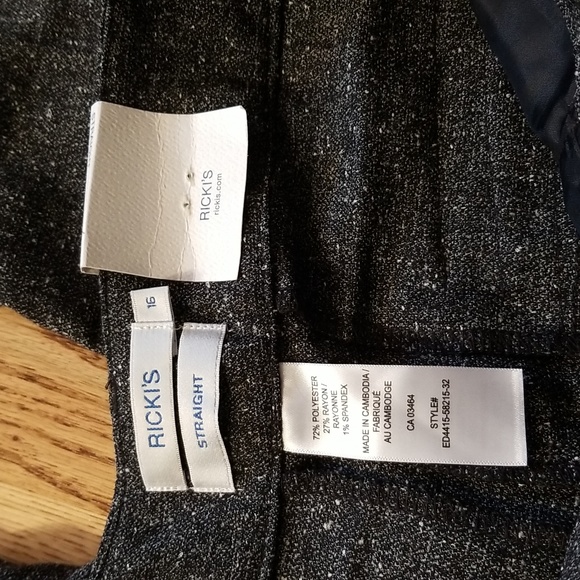 RICKI'S
rickis.com
16
RICKI'S
STRAIGHT
72% POLYESTER
27% RAYON /
RAYONNE
1% SPANDEX
MADE IN CAMBODIA /
FABRIQUÉ
AU CAMBODGE
CA 03464
STYLE#
ED4415-58215-32